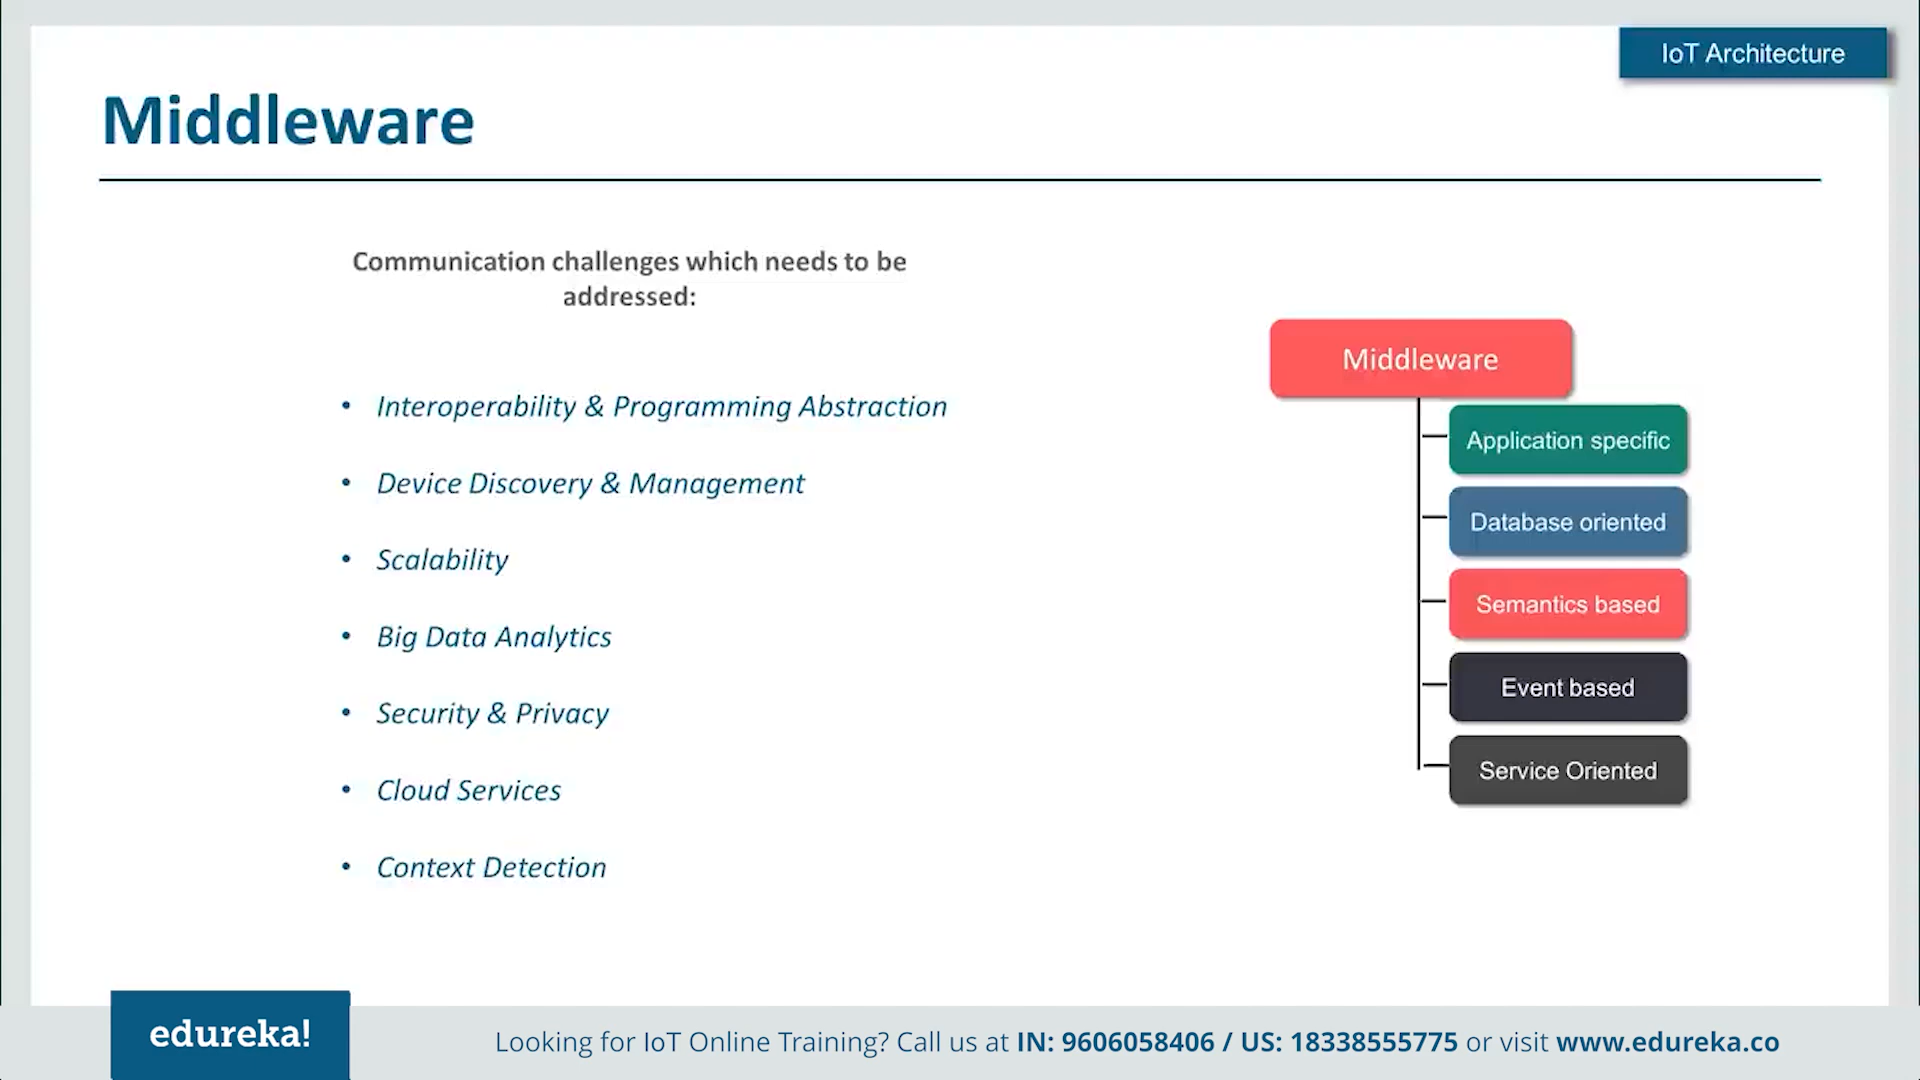 IoT Architecture
Middleware
Communication challenges which needs to be
addressed:
• Interoperability & Programming Abstraction
• Device Discovery & Management
• Scalability
• Big Data Analytics
• Security & Privacy
• Cloud Services
• Context Detection
Middleware
Application specific
Database oriented
Semantics based
Event based
Service Oriented
edureka!
Looking for IoT Online Training? Call us at IN: 9606058406 / US: 18338555775 or visit www.edureka.co